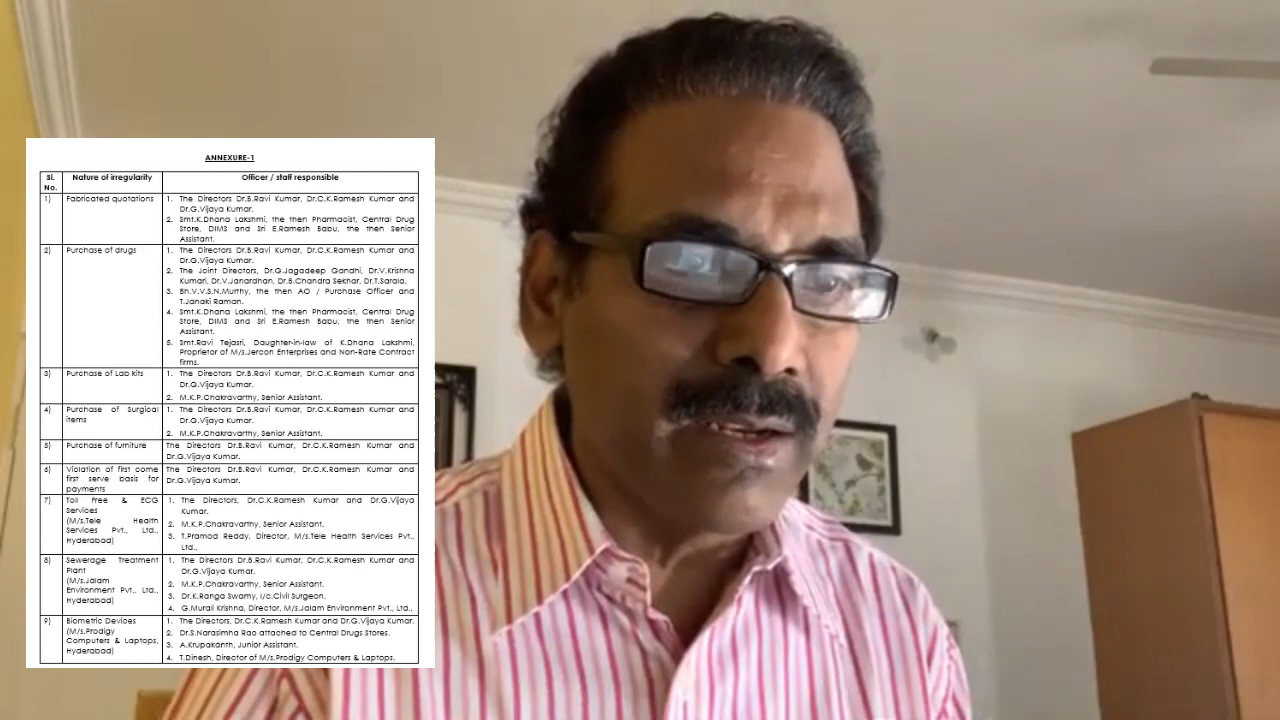 ANNEXURE-1
Sl. No. Nature of irregularity Officer / staff responsible
1) Fabricated quotations
1. The Directors Dr.B.Ravi Kumar, Dr.C.K.Ramesh Kumar and
Dr.G.Vijaya Kumar.
2. Smt.K.Dhana Lakshmi, the then Pharmacist, Central Drug
Store, DIMS and Sri E.Ramesh Babu, the then Senior
Assistant.
2) Purchase of drugs
1. The Directors Dr.B.Ravi Kumar, Dr.C.K.Ramesh Kumar and
Dr.G.Vijaya Kumar.
2. The Joint Directors, Dr.G.Jagadeep Gandhi, Dr.V.Krishna
Kumari, Dr.V.Janardhan, Dr.B.Chandra Sekhar, Dr.T.Sarala.
3. Bh.V.V.S.N.Murthy, the then AO / Purchase Officer and
T.Janaki Raman.
4. Smt.K.Dhana Lakshmi, the then Pharmacist, Central Drug
Store, DIMS and Sri E.Ramesh Babu, the then Senior
Assistant.
5. Smt.Ravi Tejasri, Daughter-in-law of K.Dhana Lakshmi,
Proprietor of M/s.Jercon Enterprises and Non-Rate Contract
firms.
3) Purchase of Lab Kits
1. The Directors Dr.B.Ravi Kumar, Dr.C.K.Ramesh Kumar and
Dr.G.Vijaya Kumar.
2. M.K.P.Chakravarthy, Senior Assistant.
4) Purchase of Surgical
items
1. The Directors Dr.B.Ravi Kumar, Dr.C.K.Ramesh Kumar and
Dr.G.Vijaya Kumar.
2. M.K.P.Chakravarthy, Senior Assistant.
5) Purchase of furniture
The Directors Dr.B.Ravi Kumar, Dr.C.K.Ramesh Kumar and
Dr.G.Vijaya Kumar.
6) Violation of first come
first serve basis for
payments
The Directors Dr.B.Ravi Kumar, Dr.C.K.Ramesh Kumar and
Dr.G.Vijaya Kumar.
7) Toll Free & ECG
Services
(M/s.Tele Health
Services Pvt., Ltd.,
Hyderabad)
1. The Directors, Dr.C.K.Ramesh Kumar and Dr.G.Vijaya
Kumar.
2. M.K.P.Chakravarthy, Senior Assistant.
3. T.Pramod Reddy, Director, M/s.Tele Health Services Pvt.,
Ltd.,
8) Sewerage Treatment
Plant
(M/s.Jalam
Environment Pvt., Ltd.,
Hyderabad)
1. The Directors Dr.B.Ravi Kumar, Dr.C.K.Ramesh Kumar and
Dr.G.Vijaya Kumar.
2. M.K.P.Chakravarthy, Senior Assistant.
3. Dr.K.Ranga Swamy, I/c.Civil Surgeon.
4. G.Murali Krishna, Director, M/s.Jalam Environment Pvt., Ltd.,
9) Biometric Devices
(M/s.Prodigy
Computers & Laptops,
Hyderabad)
1. The Directors, Dr.C.K.Ramesh Kumar and Dr.G.Vijaya Kumar.
2. Dr.S.Narasimha Rao attached to Central Drugs Stores.
3. A.Krupakanth, Junior Assistant.
4. T.Dinesh, Director of M/s.Prodigy Computers & Laptops.